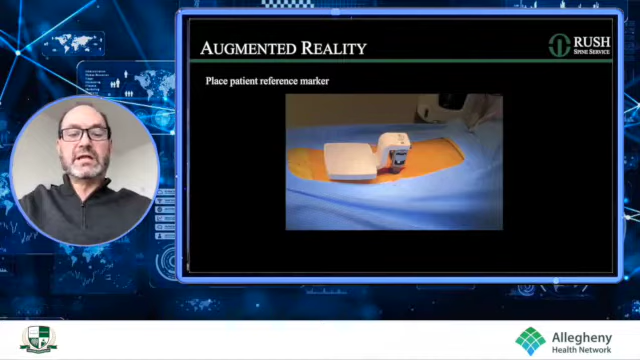 AUGMENTED REALITY
RUSH
SPINE SERVICE
Place patient reference marker
Allegheny
Health Network